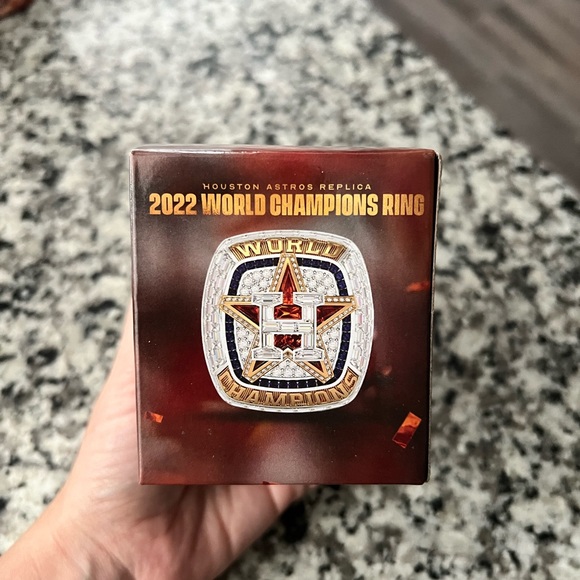 HOUSTON ASTROS REPLICA
2022 WORLD CHAMPIONS RING
WORLD
H
CHAMPIONS